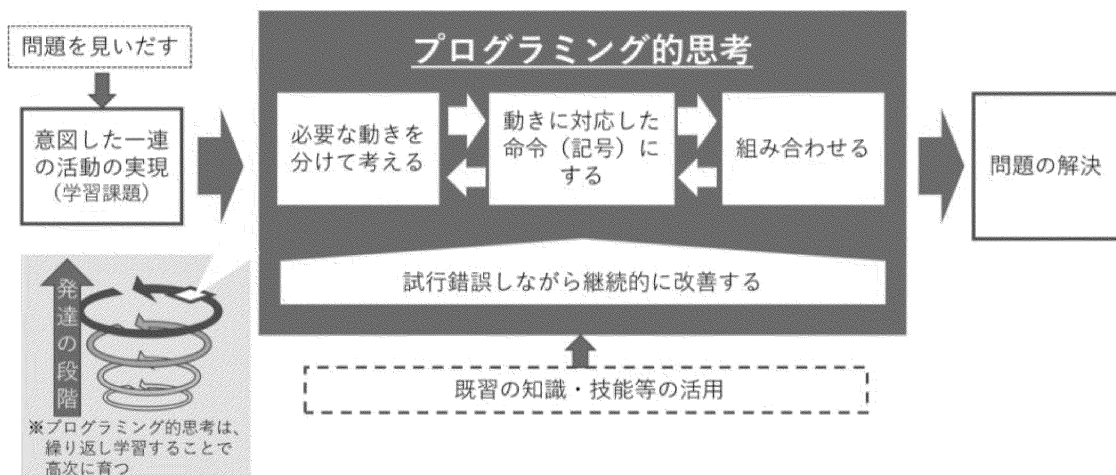 問題を見いだす
意図した一連
の活動の実現
（学習課題）
プログラミング的思考
必要な動きを
分けて考える
動きに対応した
命令（記号）に
する
組み合わせる
試行錯誤しながら継続的に改善する
問題の解決
既習の知識・技能等の活用
発達の段階
※プログラミング的思考は、
繰り返し学習することで
高次に育つ